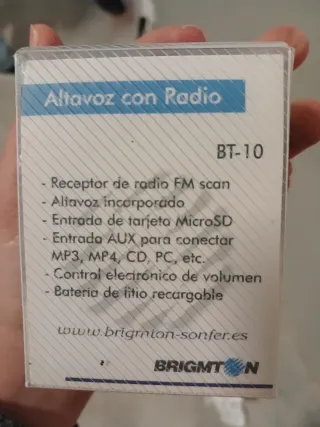 Altavoz con Radio
BT-10
- Receptor de radio FM scan
- Altavoz incorporado
- Entrada de tarjeta MicroSD
- Entrada AUX para conectar
MP3, MP4, CD, PC, etc.
- Control electrónico de volumen
- Bateria de litio recargable
www.brigmton-sonfer.es
BRIGMTON